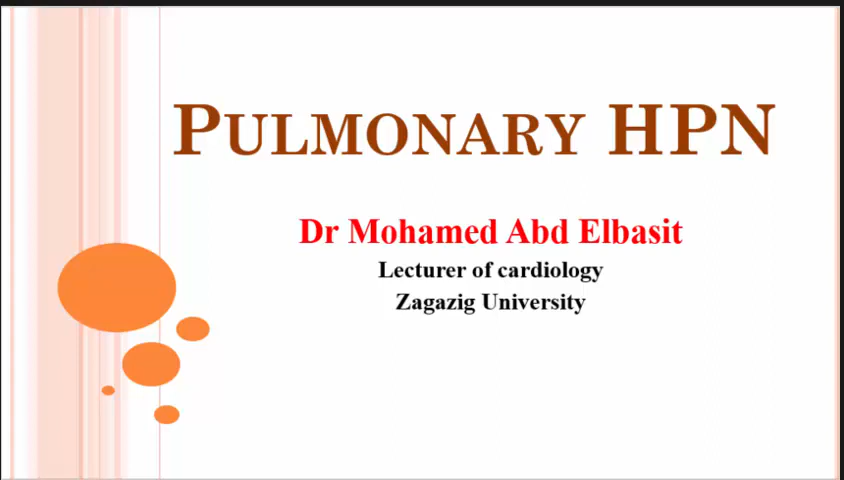 PULMONARY HPN
Dr Mohamed Abd Elbasit
Lecturer of cardiology
Zagazig University